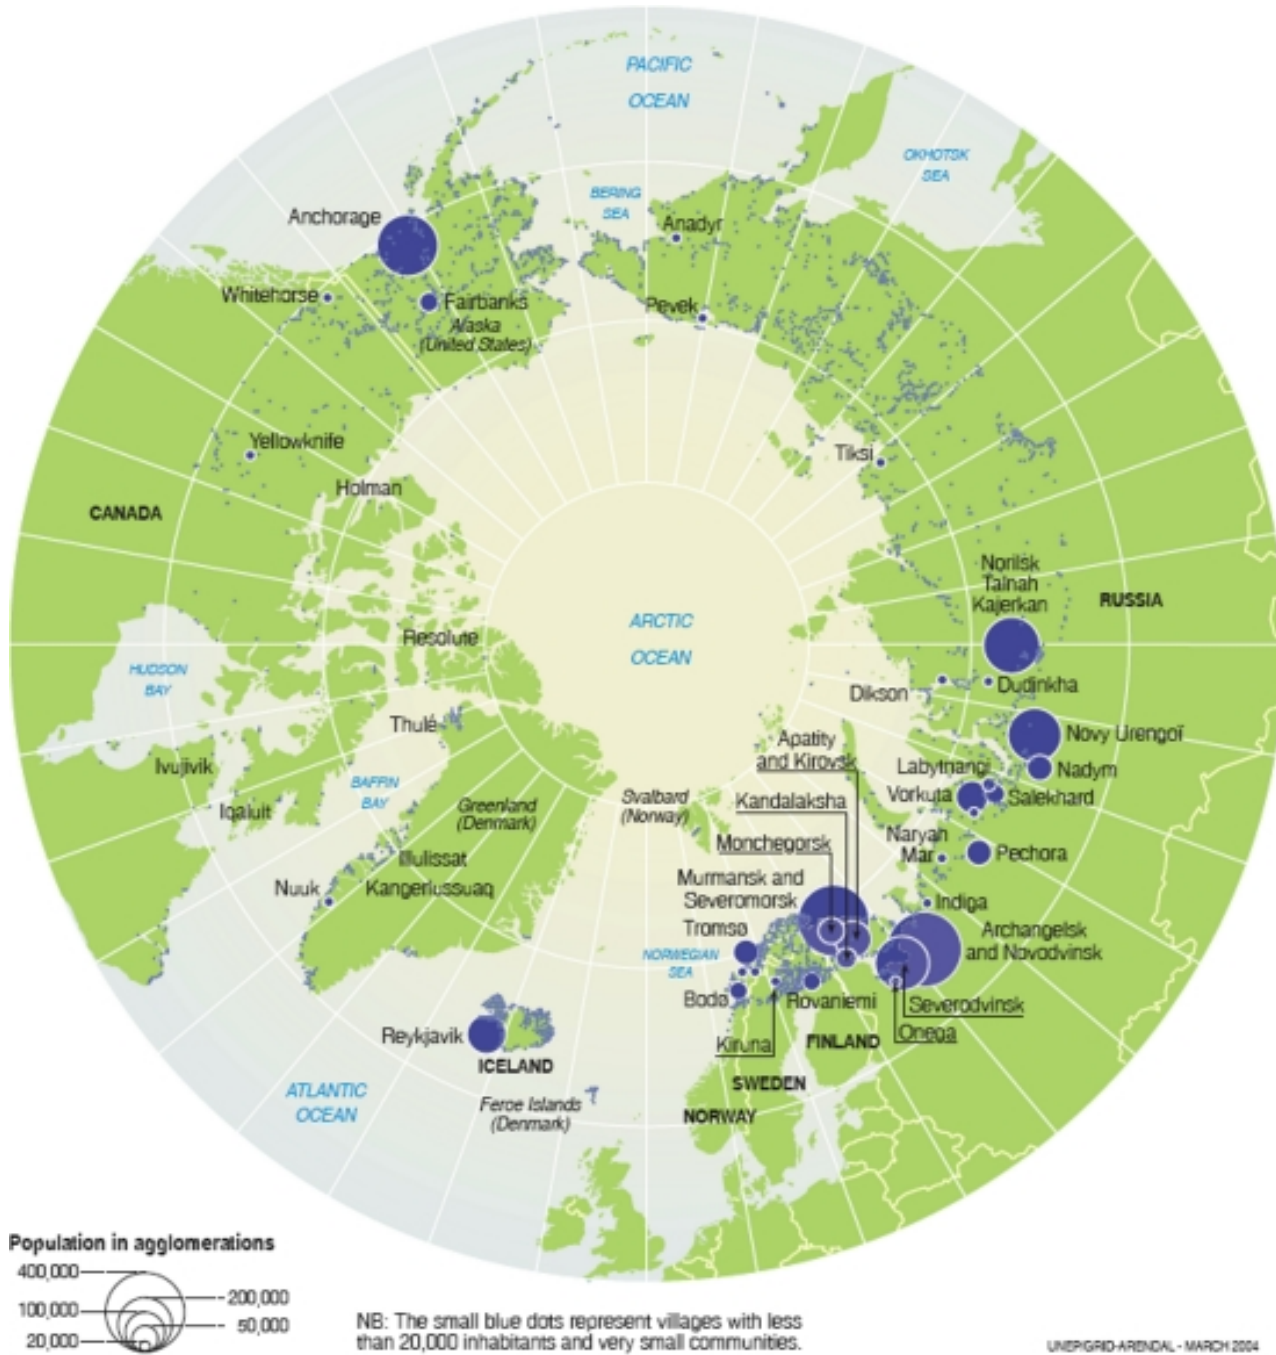 PACIFIC
OCEAN
OKHOTSK
SEA
BERING
SEA
Anchorage
Anadyr
Whitehorse
Fairbanks
Alaska
(United States)
Pevek
Yellowknife
Tiksi
Holman
CANADA
Norilsk
Talnah
Kajerkan
RUSSIA
ARCTIC
OCEAN
Resolute
HUDSON
BAY
Dikson
Dudinkha
Thulé
Novy Urengoï
Apatity
and Kirovsk
Ivujivik
Labytnangi
Nadym
BAFFIN
BAY
Svalbard
(Norway)
Kandalaksha
Vorkuta
Salekhard
Iqaluit
Greenland
(Denmark)
Monchegorsk
Naryah
Mar
Pechora
Illulissat
Kangerlussuaq
Nuuk
Murmansk and
Severomorsk
Indiga
Tromsø
Archangelsk
and Novodvinsk
NORWEGIAN
SEA
Bodø
Rovaniemi
Severodvinsk
Reykjavik
Kiruna
FINLAND
Onega
ICELAND
SWEDEN
ATLANTIC
OCEAN
Feroe Islands
(Denmark)
NORWAY
Population in agglomerations
400,000
200,000
100,000
50,000
20,000
NB: The small blue dots represent villages with less
than 20,000 inhabitants and very small communities.
UNEP/GRID-ARENDAL - MARCH 2004